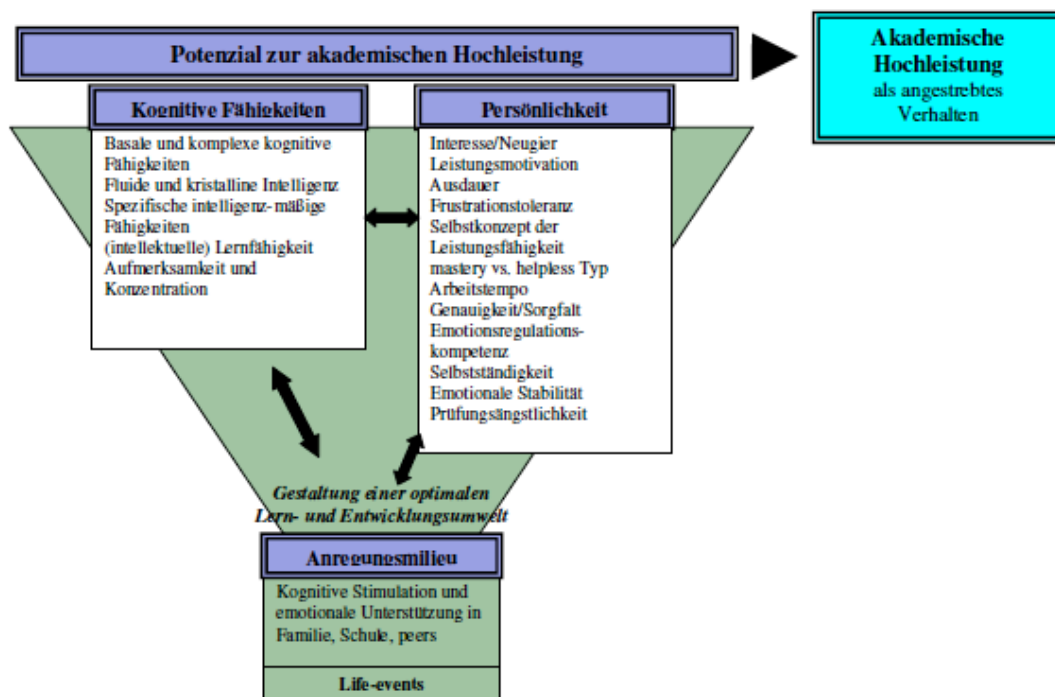 Potenzial zur akademischen Hochleistung
Akademische
Hochleistung
als angestrebtes
Verhalten
Kognitive Fähigkeiten
Basale und komplexe kognitive
Fähigkeiten
Fluide und kristalline Intelligenz
Spezifische intelligenz-mäßige
Fähigkeiten
(intellektuelle) Lernfähigkeit
Aufmerksamkeit und
Konzentration
Persönlichkeit
Interesse/Neugier
Leistungsmotivation
Ausdauer
Frustrationstoleranz
Selbstkonzept der
Leistungsfähigkeit
mastery vs. helpless Typ
Arbeitstempo
Genauigkeit/Sorgfalt
Emotionsregulations-
kompetenz
Selbstständigkeit
Emotionale Stabilität
Prüfungsängstlichkeit
Gestaltung einer optimalen
Lern- und Entwicklungsumwelt
Anregungsmilieu
Kognitive Stimulation und
emotionale Unterstützung in
Familie, Schule, peers
Life-events